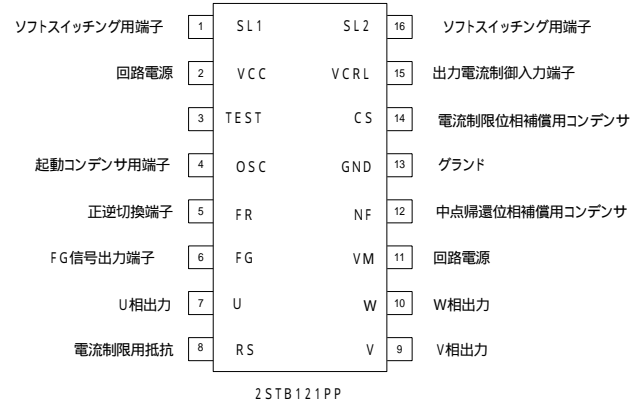 ソフトスイッチング用端子 1 SL1 SL2 16 ソフトスイッチング用端子
回路電源 2 VCC VCRL 15 出力電流制御入力端子
3 TEST CS 14 電流制限位相補償用コンデンサ
起動コンデンサ用端子 4 OSC GND 13 グランド
正逆切換端子 5 FR NF 12 中点帰還位相補償用コンデンサ
FG信号出力端子 6 FG VM 11 回路電源
U相出力 7 U W 10 W相出力
電流制限用抵抗 8 RS V 9 V相出力
2STB121PP